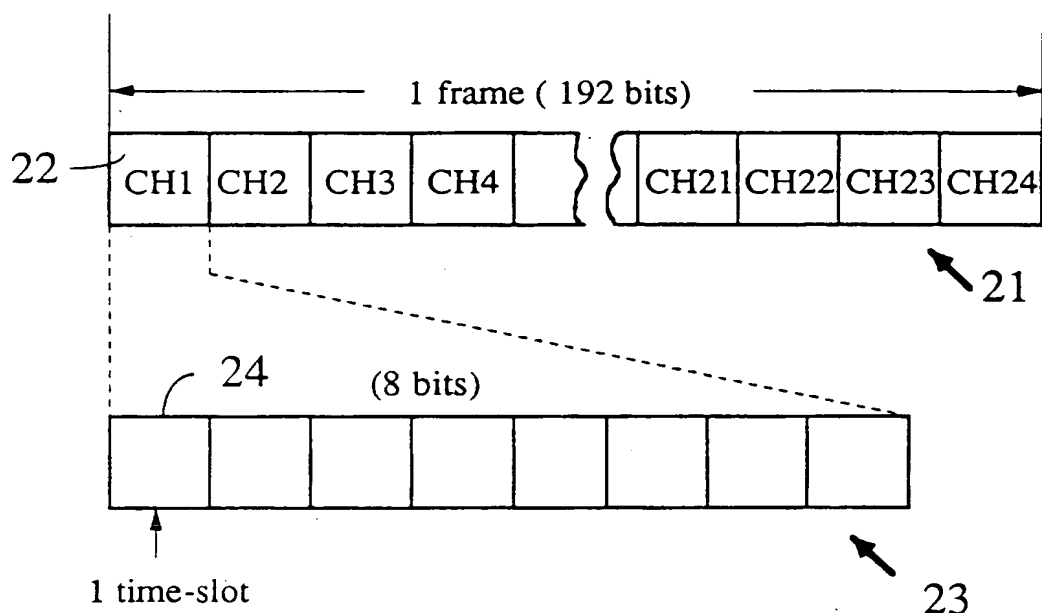 1 frame ( 192 bits)
22
CH1 CH2 CH3 CH4 CH21 CH22 CH23 CH24
21
24
(8 bits)
1 time-slot
23